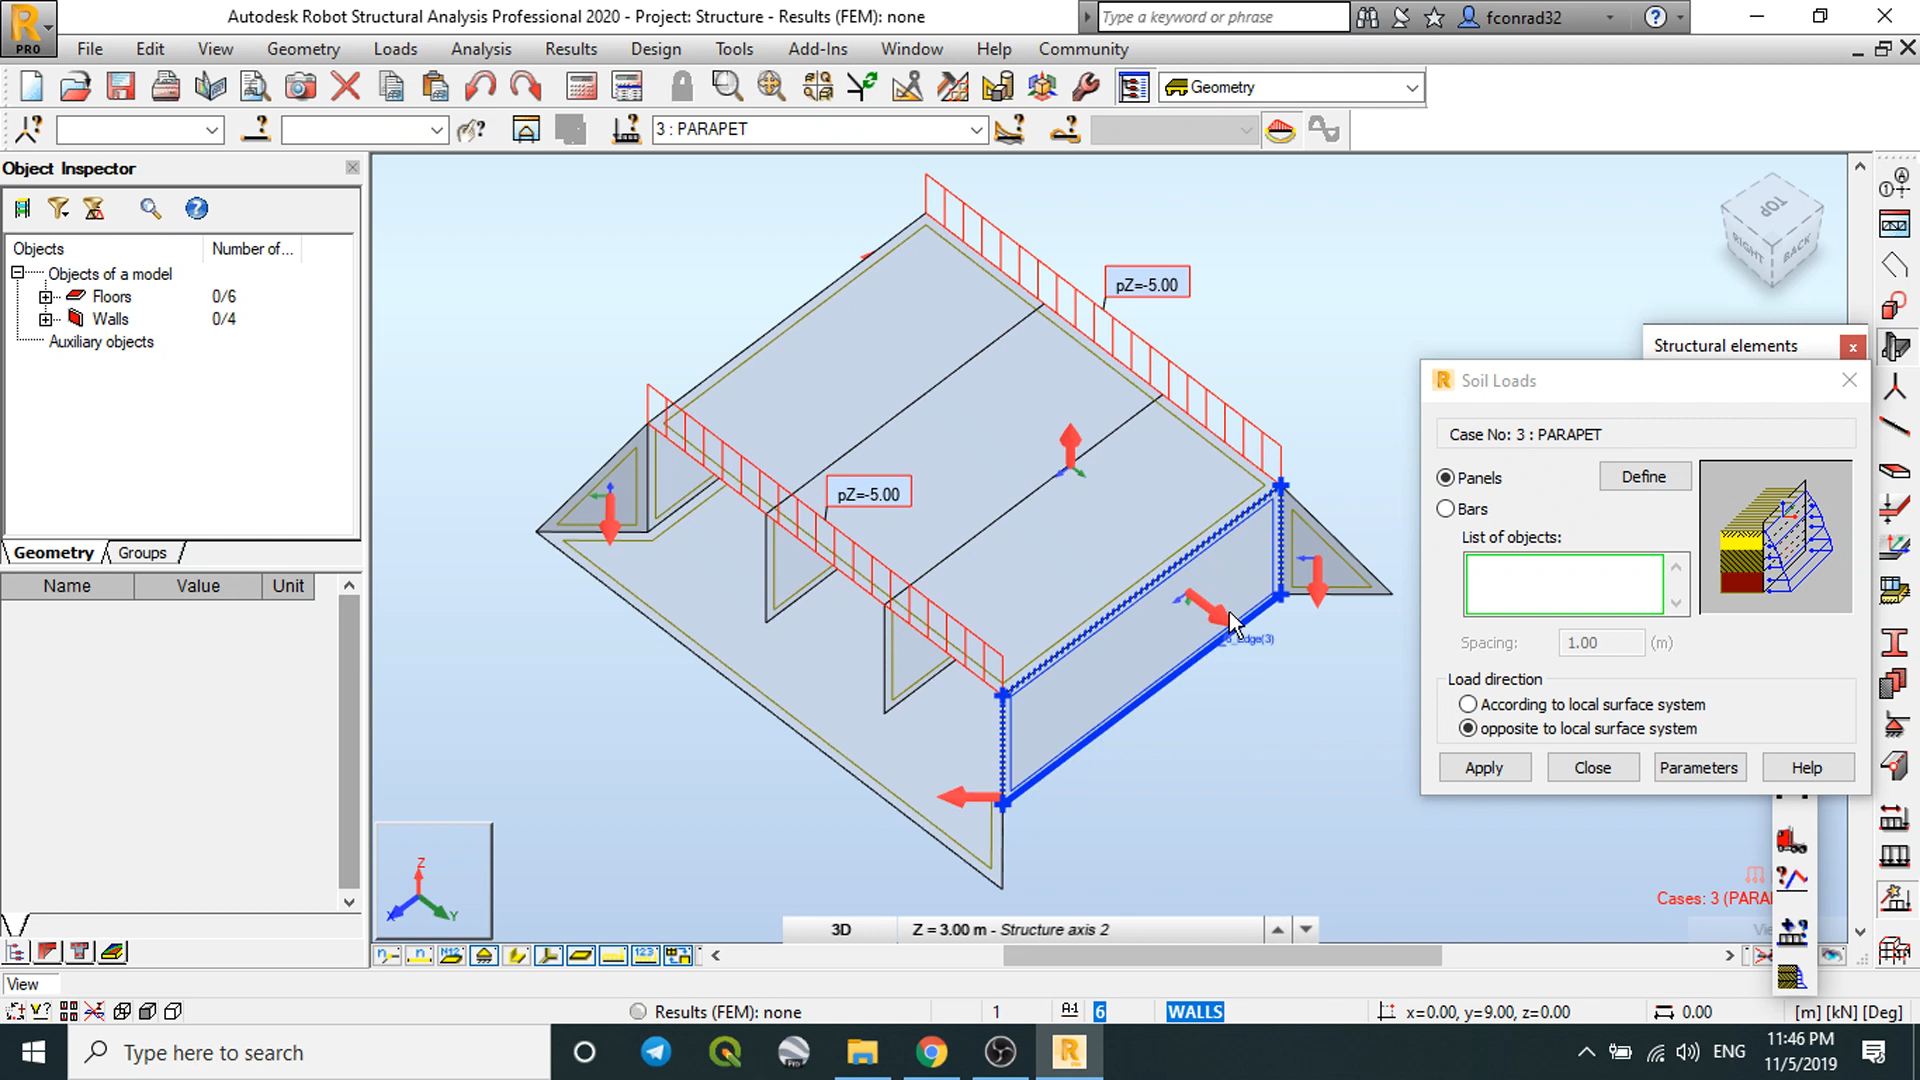 Autodesk Robot Structural Analysis Professional 2020 - Project: Structure - Results (FEM): none
Type a keyword or phrase
fconrad32
PRO
File Edit View Geometry Loads Analysis Results Design Tools Add-Ins Window Help Community
Geometry
3 : PARAPET
Object Inspector
Objects Number of...
Objects of a model
Floors 0/6
Walls 0/4
Auxiliary objects
Geometry Groups
Name Value Unit
pZ=-5.00
pZ=-5.00
TOP
RIGHT
BACK
Structural elements
Soil Loads
Case No: 3 : PARAPET
Panels
Define
Bars
List of objects:
Spacing: 1.00 (m)
Load direction
According to local surface system
opposite to local surface system
Apply Close Parameters Help
Z
X Y
Cases: 3 (PARA
3D Z = 3.00 m - Structure axis 2
View
Results (FEM): none
1
6
WALLS
x=0.00, y=9.00, z=0.00
0.00
[m] [kN] [Deg]
Type here to search
ENG
11:46 PM
11/5/2019